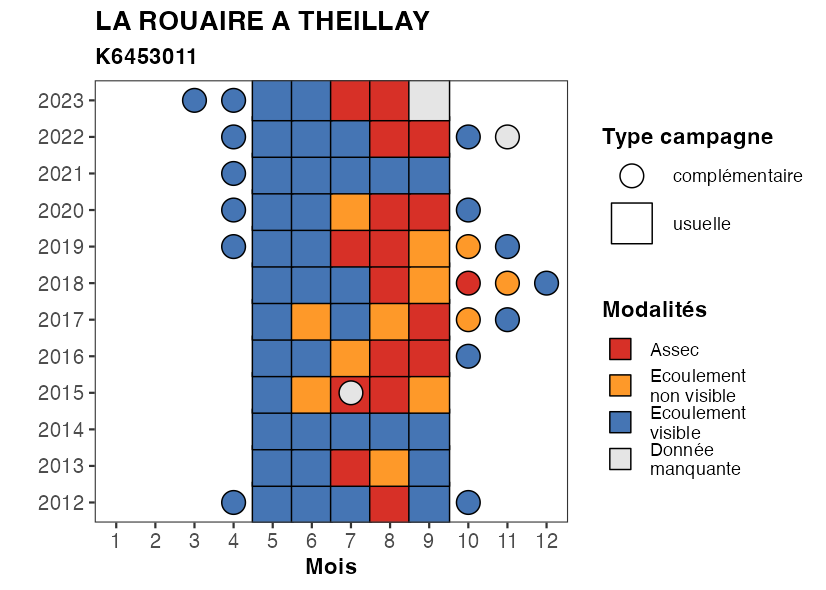 LA ROUAIRE A THEILLAY
K6453011
2023
2022
2021
2020
2019
2018
2017
2016
2015
2014
2013
2012
1 2 3 4 5 6 7 8 9 10 11 12
Mois
Type campagne
complémentaire
usuelle
Modalités
Assec
Ecoulement
non visible
Ecoulement
visible
Donnée
manquante